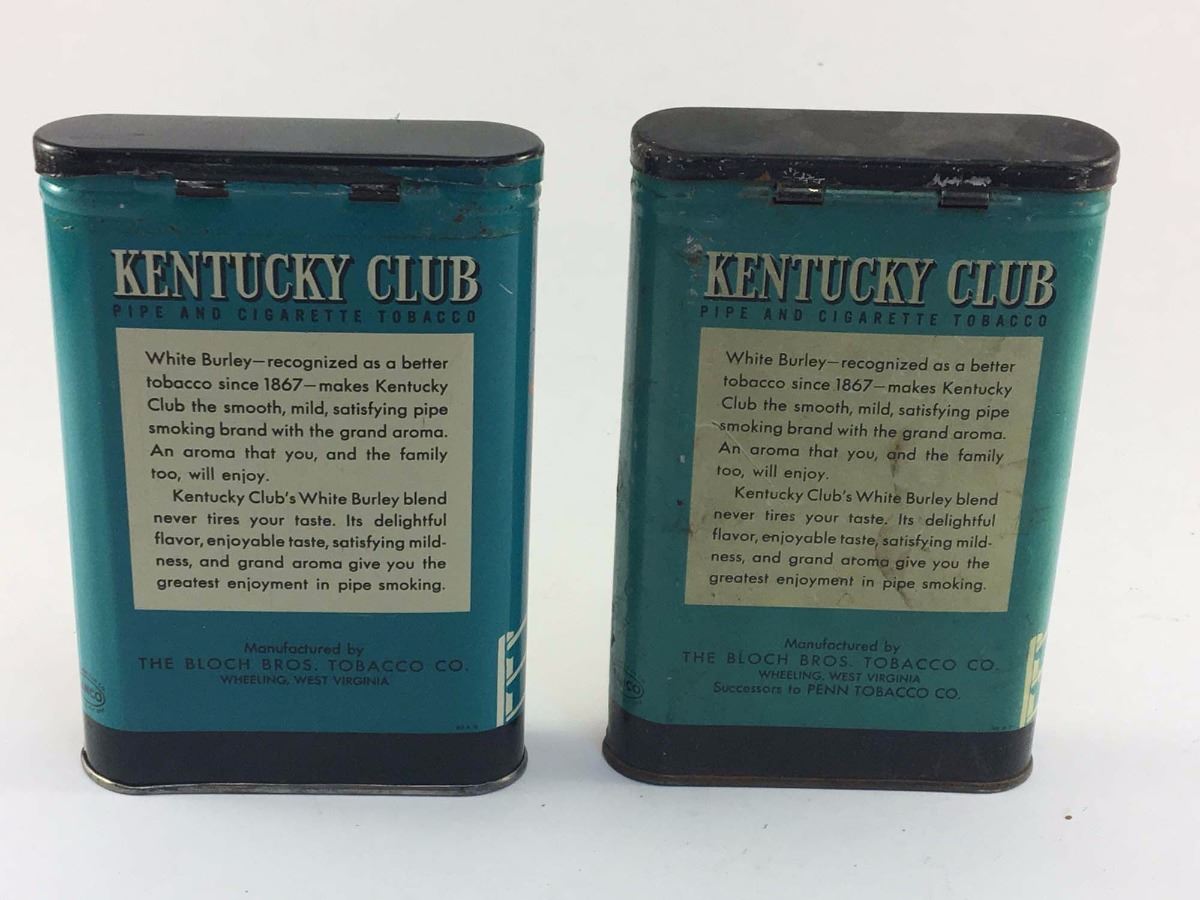 KENTUCKY CLUB
PIPE AND CIGARETTE TOBACCO
White Burley—recognized as a better
tobacco since 1867—makes Kentucky
Club the smooth, mild, satisfying pipe
smoking brand with the grand aroma.
An aroma that you, and the family
too, will enjoy.
Kentucky Club's White Burley blend
never tires your taste. Its delightful
flavor, enjoyable taste, satisfying mild-
ness, and grand aroma give you the
greatest enjoyment in pipe smoking.
Manufactured by
THE BLOCH BROS. TOBACCO CO.
WHEELING, WEST VIRGINIA
KENTUCKY CLUB
PIPE AND CIGARETTE TOBACCO
White Burley—recognized as a better
tobacco since 1867—makes Kentucky
Club the smooth, mild, satisfying pipe
smoking brand with the grand aroma.
An aroma that you, and the family
too, will enjoy.
Kentucky Club's White Burley blend
never tires your taste. Its delightful
flavor, enjoyable taste, satisfying mild-
ness, and grand aroma give you the
greatest enjoyment in pipe smoking.
Manufactured by
THE BLOCH BROS. TOBACCO CO.
WHEELING, WEST VIRGINIA
Successors to PENN TOBACCO CO.